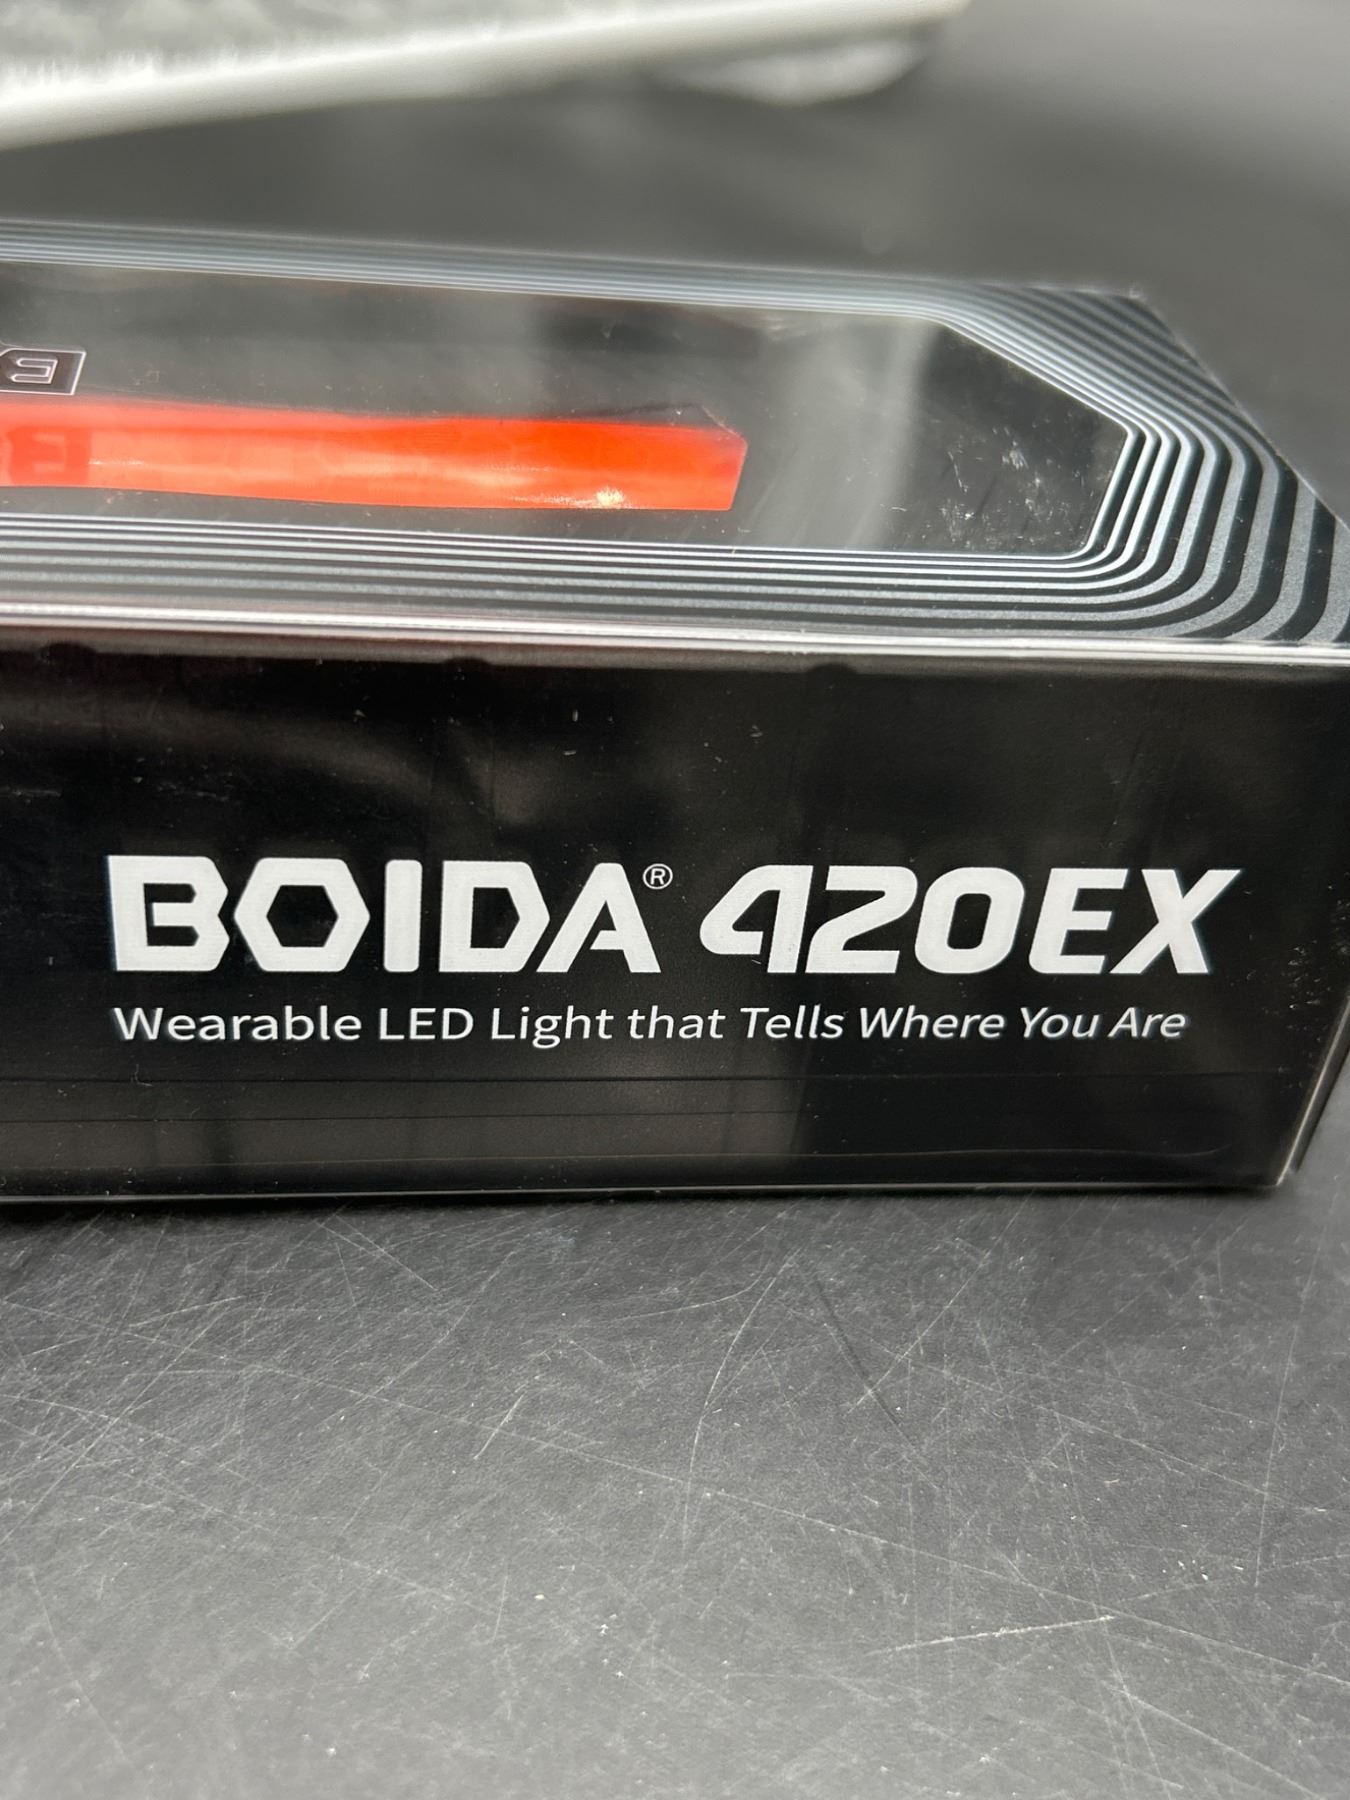 BOIDA® 420EX
Wearable LED Light that Tells Where You Are